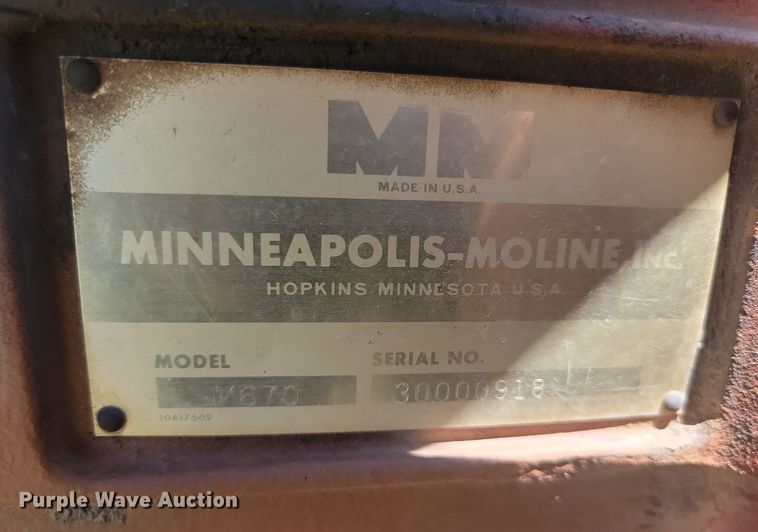 MM
MADE IN U.S.A.
MINNEAPOLIS-MOLINE, INC.
HOPKINS MINNESOTA U.S.A.
MODEL SERIAL NO.
M670 30000918
10A17502
Purple Wave Auction